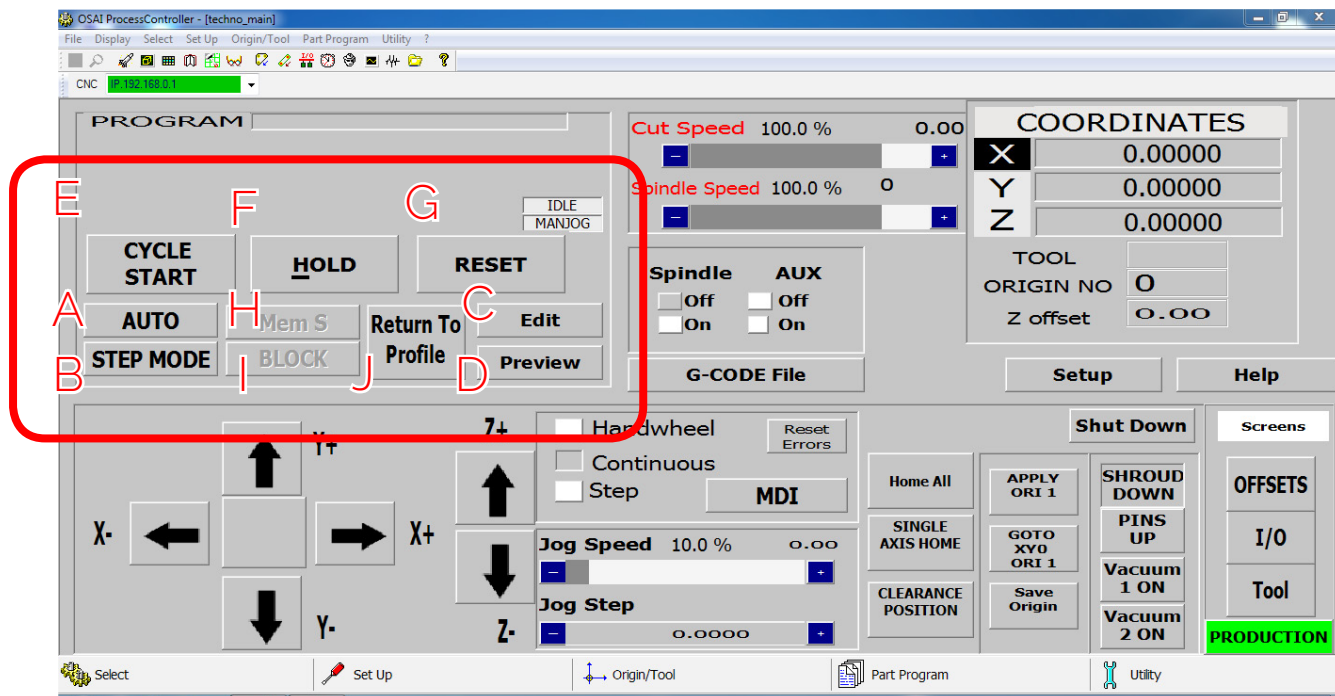 OSAI ProcessController - [techno_main]
File Display Select Set Up Origin/Tool Part Program Utility ?
CNC IP.192.168.0.1
PROGRAM
E
F
G
IDLE
MANJOG
CYCLE
START
HOLD
RESET
A
AUTO
B
STEP MODE
H
Mem S
I
BLOCK
J
Return To
Profile
C
Edit
D
Preview
Cut Speed 100.0 % 0.00
- +
Spindle Speed 100.0 % 0
- +
Spindle AUX
Off Off
On On
G-CODE File
COORDINATES
X 0.00000
Y 0.00000
Z 0.00000
TOOL
ORIGIN NO 0
Z offset 0.00
Setup
Help
Y+
X-
X+
Y-
Z+
Z-
Handwheel
Continuous
Step
Reset
Errors
MDI
Jog Speed 10.0 % 0.00
- +
Jog Step
- 0.0000 +
Home All
SINGLE
AXIS HOME
CLEARANCE
POSITION
APPLY
ORI 1
GOTO
XY0
ORI 1
Save
Origin
Shut Down
SHROUD
DOWN
PINS
UP
Vacuum
1 ON
Vacuum
2 ON
Screens
OFFSETS
I/O
Tool
PRODUCTION
Select Set Up Origin/Tool Part Program Utility